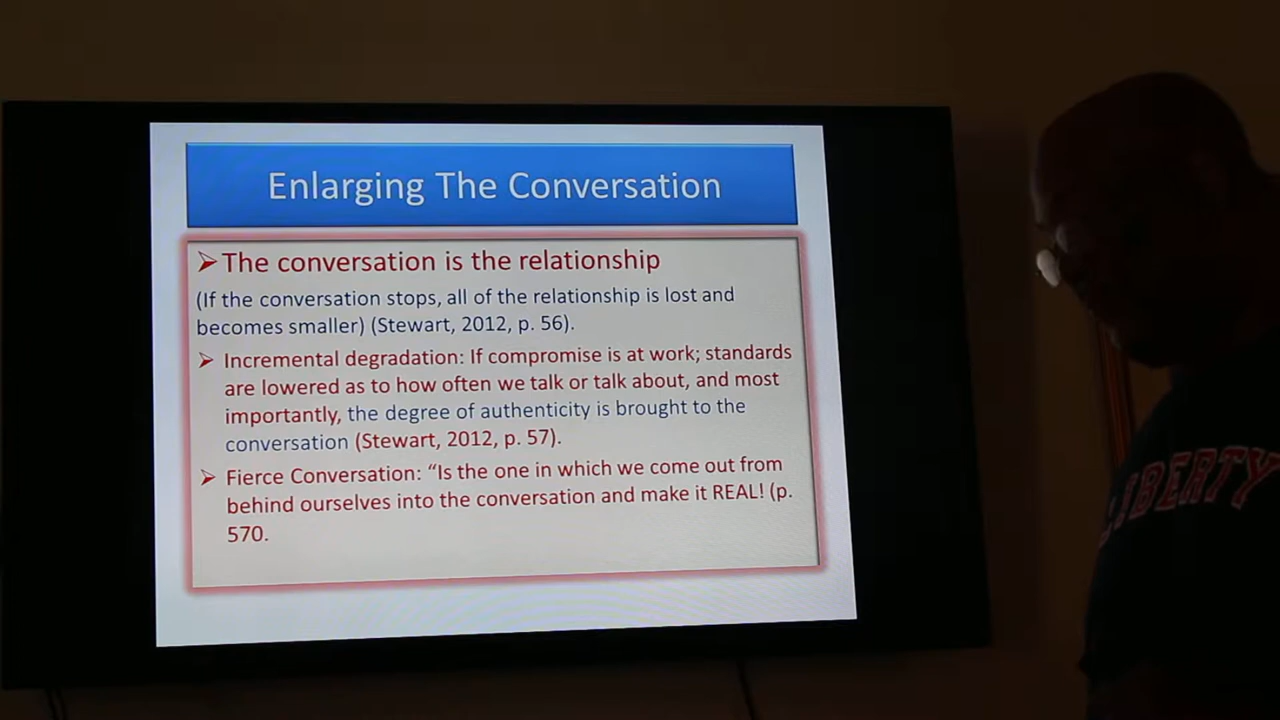 Enlarging The Conversation
➢The conversation is the relationship
(If the conversation stops, all of the relationship is lost and
becomes smaller) (Stewart, 2012, p. 56).
➢ Incremental degradation: If compromise is at work; standards
are lowered as to how often we talk or talk about, and most
importantly, the degree of authenticity is brought to the
conversation (Stewart, 2012, p. 57).
➢ Fierce Conversation: “Is the one in which we come out from
behind ourselves into the conversation and make it REAL! (p.
570.
LIBERTY